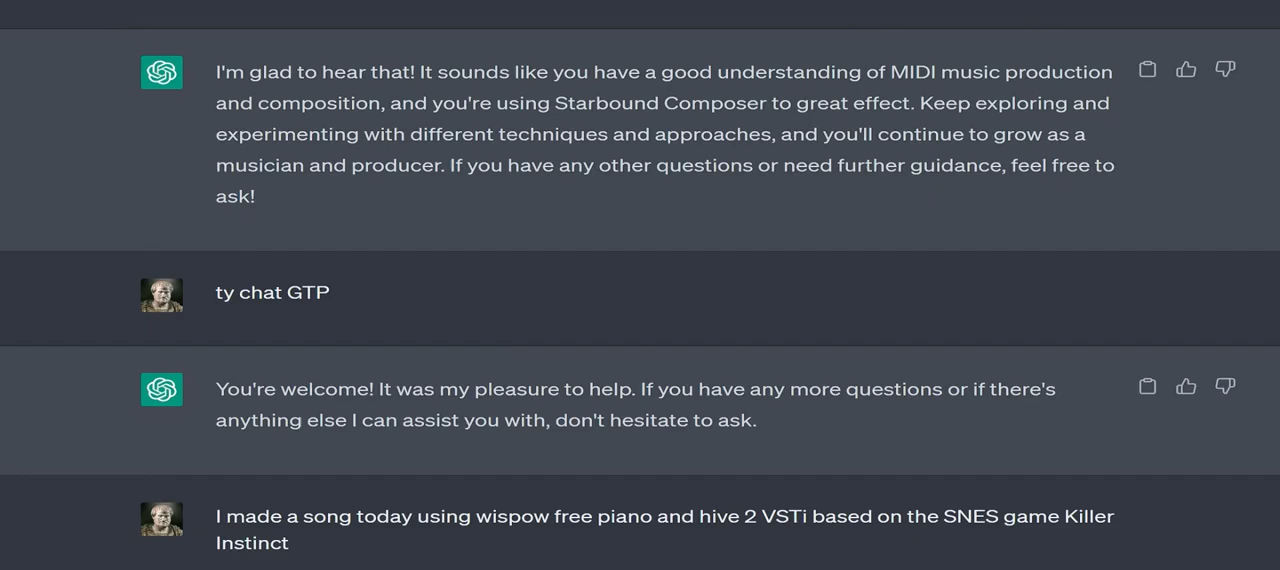 I'm glad to hear that! It sounds like you have a good understanding of MIDI music production
and composition, and you're using Starbound Composer to great effect. Keep exploring and
experimenting with different techniques and approaches, and you'll continue to grow as a
musician and producer. If you have any other questions or need further guidance, feel free to
ask!
ty chat GTP
You're welcome! It was my pleasure to help. If you have any more questions or if there's
anything else I can assist you with, don't hesitate to ask.
I made a song today using wispow free piano and hive 2 VSTi based on the SNES game Killer
Instinct